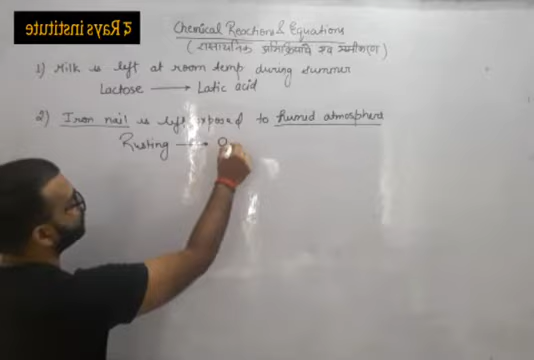 7 Rays institute
Chemical Reactions & Equations
(रासायनिक अभिक्रियाएँ एवं समीकरण)
1) Milk is left at room temp during summer
Lactose → Latic acid
2) Iron nail is left exposed to humid atmosphere
Rusting → O